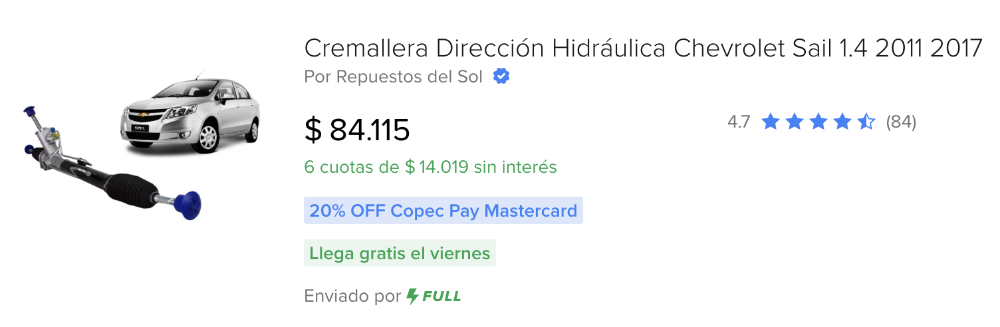 Cremallera Dirección Hidráulica Chevrolet Sail 1.4 2011 2017
Por Repuestos del Sol
$ 84.115
4.7 (84)
6 cuotas de $ 14.019 sin interés
20% OFF Copec Pay Mastercard
Llega gratis el viernes
Enviado por FULL
SAIL